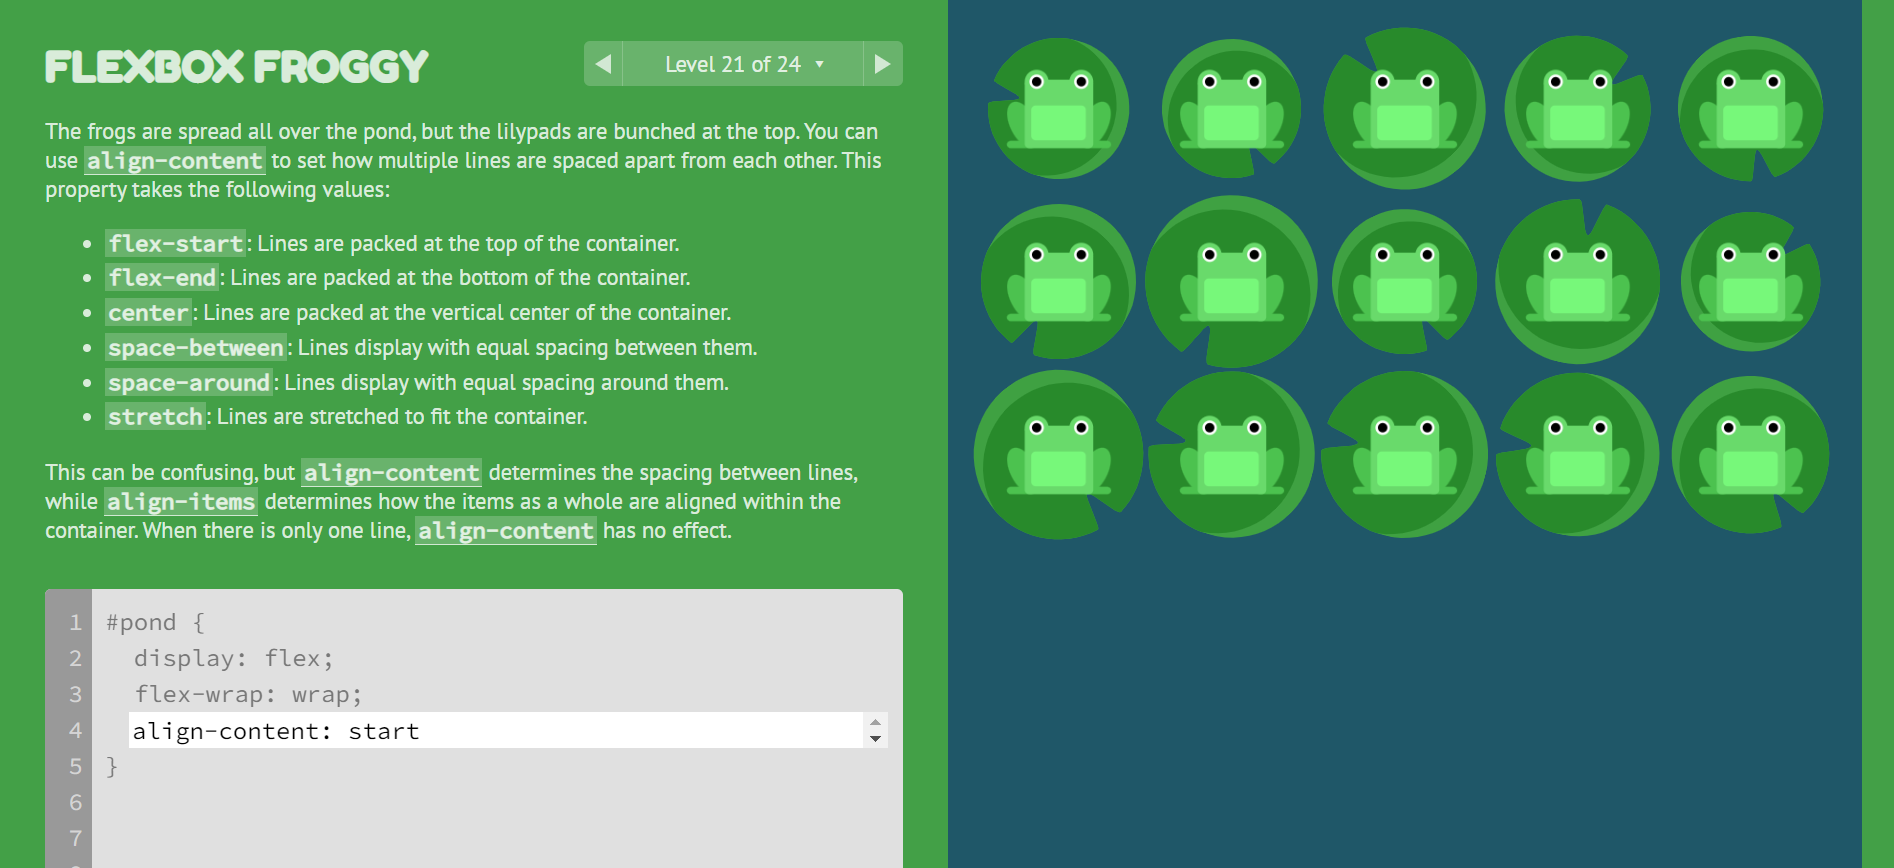 FLEXBOX FROGGY
◀ Level 21 of 24 ▼ ▶
The frogs are spread all over the pond, but the lilypads are bunched at the top. You can
use align-content to set how multiple lines are spaced apart from each other. This
property takes the following values:
• flex-start: Lines are packed at the top of the container.
• flex-end: Lines are packed at the bottom of the container.
• center: Lines are packed at the vertical center of the container.
• space-between: Lines display with equal spacing between them.
• space-around: Lines display with equal spacing around them.
• stretch: Lines are stretched to fit the container.
This can be confusing, but align-content determines the spacing between lines,
while align-items determines how the items as a whole are aligned within the
container. When there is only one line, align-content has no effect.
1 #pond {
2 display: flex;
3 flex-wrap: wrap;
4 align-content: start
5 }
6
7